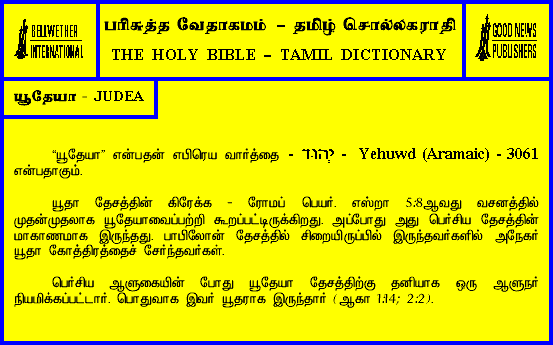 BELLWETHER
INTERNATIONAL
பரிசுத்த வேதாகமம் – தமிழ் சொல்லகராதி
THE HOLY BIBLE – TAMIL DICTIONARY
GOOD NEWS
PUBLISHERS
யூதேயா - JUDEA
“யூதேயா” என்பதன் எபிரெய வார்த்தை - יְהוּד - Yehuwd (Aramaic) - 3061
என்பதாகும்.
யூதா தேசத்தின் கிரேக்க - ரோமப் பெயர். எஸ்றா 5:8ஆவது வசனத்தில்
முதன்முதலாக யூதேயாவைப்பற்றி கூறப்பட்டிருக்கிறது. அப்போது அது பெர்சிய தேசத்தின்
மாகாணமாக இருந்தது. பாபிலோன் தேசத்தில் சிறையிருப்பில் இருந்தவர்களில் அநேகர்
யூதா கோத்திரத்தைச் சேர்ந்தவர்கள்.
பெர்சிய ஆளுகையின் போது யூதேயா தேசத்திற்கு தனியாக ஒரு ஆளுநர்
நியமிக்கப்பட்டார். பொதுவாக இவர் யூதராக இருந்தார் (ஆகா 1:14; 2:2).